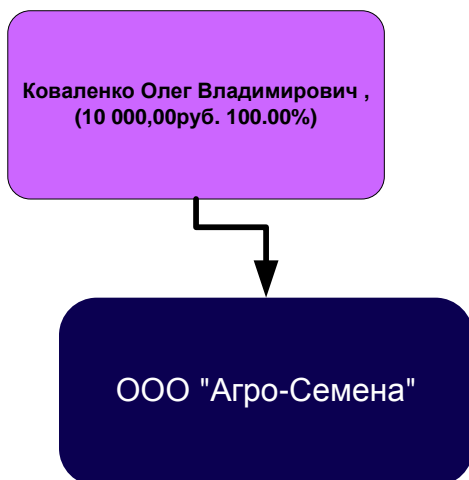 Коваленко Олег Владимирович ,
(10 000,00руб. 100.00%)
ООО "Агро-Семена"